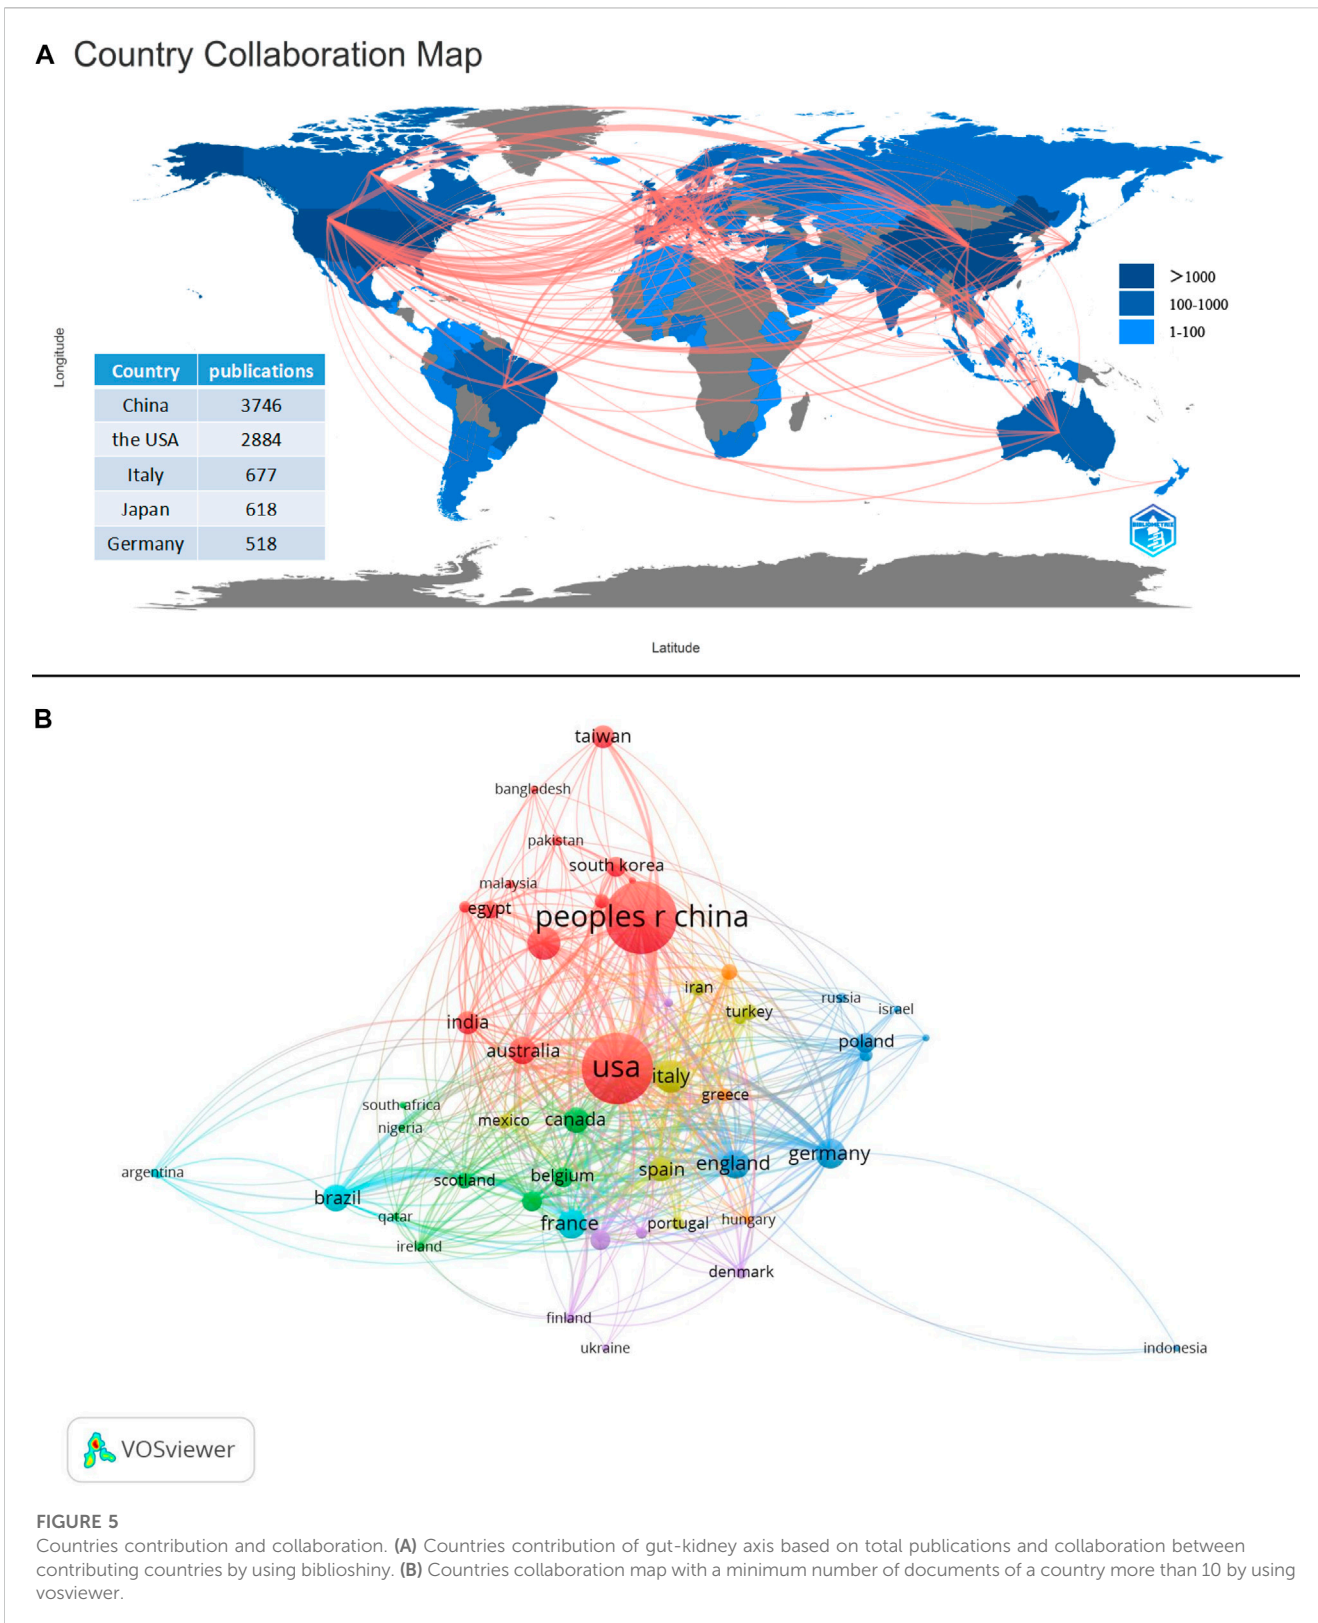 A Country Collaboration Map
Longitude
>1000
100-1000
1-100
Country publications
China 3746
the USA 2884
Italy 677
Japan 618
Germany 518
BIBLIOMETRIX
Latitude
B
taiwan
bangladesh
pakistan
south korea
malaysia
egypt
peoples r china
iran
russia
israel
turkey
india
poland
australia
usa
italy
greece
south africa
mexico
canada
nigeria
germany
england
spain
argentina
belgium
scotland
brazil
qatar
france
portugal
hungary
ireland
denmark
finland
ukraine
indonesia
VOSviewer
FIGURE 5
Countries contribution and collaboration. (A) Countries contribution of gut-kidney axis based on total publications and collaboration between
contributing countries by using biblioshiny. (B) Countries collaboration map with a minimum number of documents of a country more than 10 by using
vosviewer.